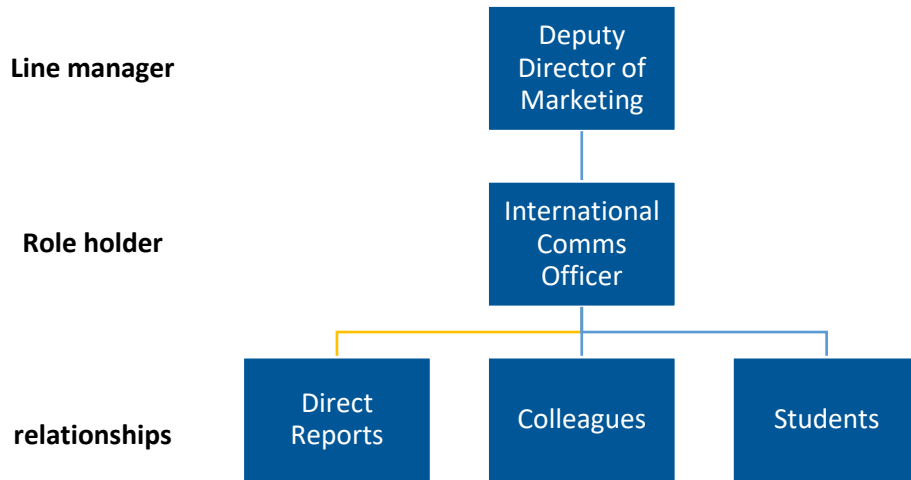 Line manager
Deputy
Director of
Marketing
Role holder
International
Comms
Officer
relationships
Direct
Reports
Colleagues
Students